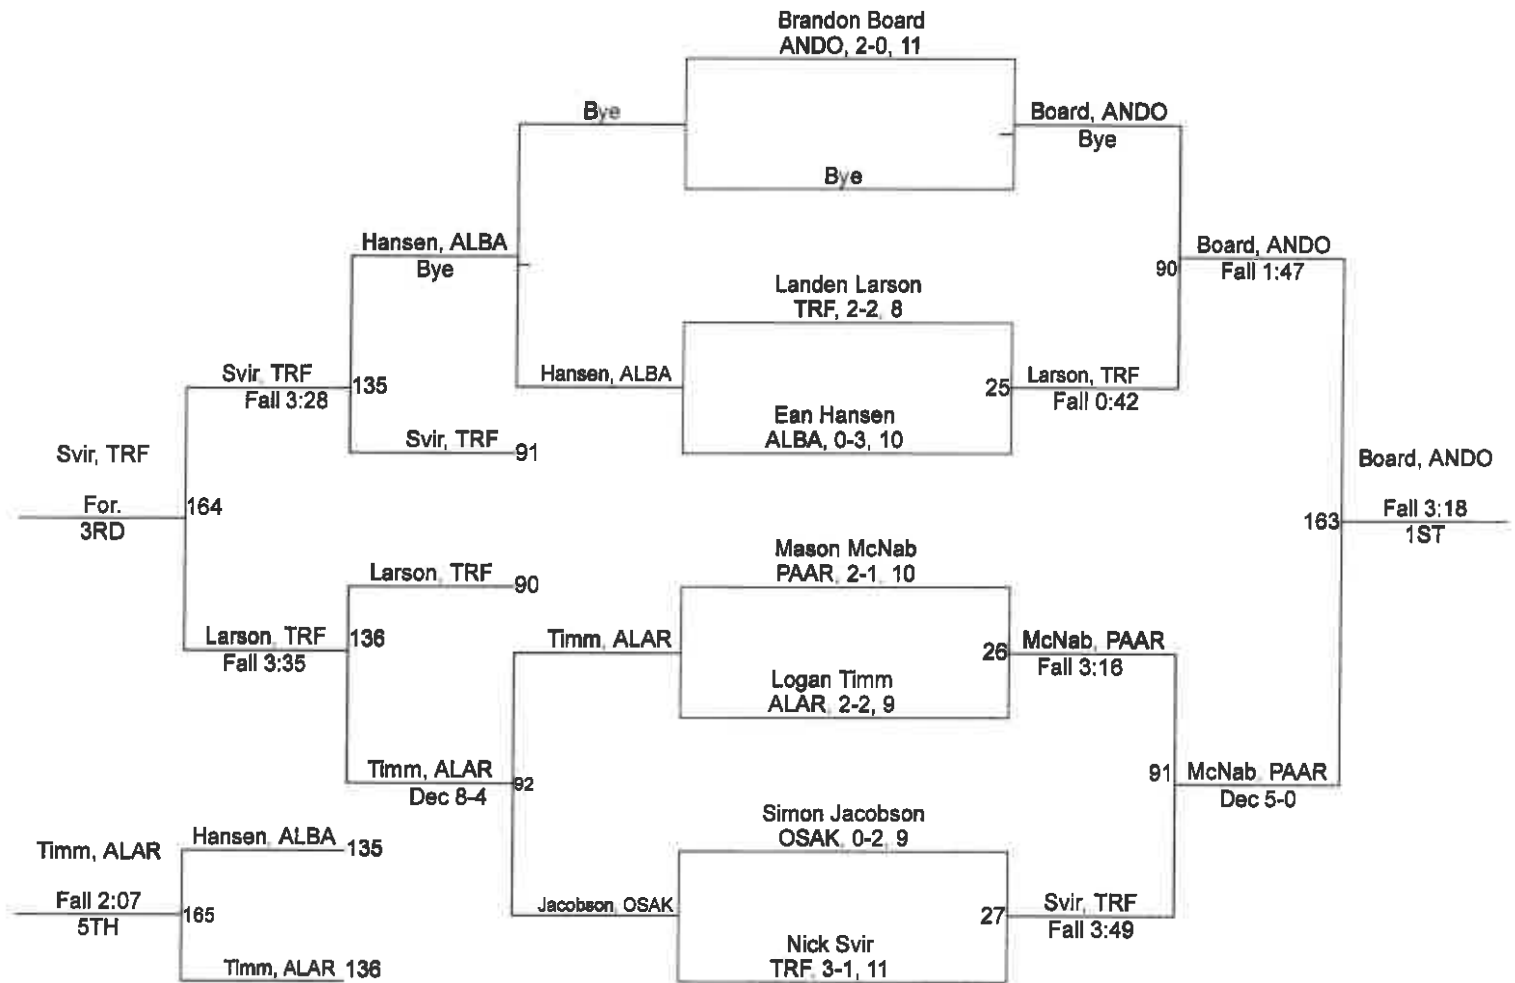 Brandon Board
ANDO, 2-0, 11
Bye
Board, ANDO
Bye
Bye
Hansen, ALBA
Bye
Board, ANDO
90
Fall 1:47
Landen Larson
TRF, 2-2, 8
Svir, TRF
135
Fall 3:28
Hansen, ALBA
25
Larson, TRF
Fall 0:42
Ean Hansen
ALBA, 0-3, 10
Svir, TRF
91
Svir, TRF
Board, ANDO
For.
164
3RD
163
Fall 3:18
1ST
Mason McNab
PAAR, 2-1, 10
Larson, TRF
90
Larson, TRF
136
Fall 3:35
Timm, ALAR
26
McNab, PAAR
Fall 3:16
Logan Timm
ALAR, 2-2, 9
Timm, ALAR
92
Dec 8-4
91
McNab, PAAR
Dec 5-0
Simon Jacobson
OSAK, 0-2, 9
Timm, ALAR
Hansen, ALBA
135
Fall 2:07
165
5TH
Jacobson, OSAK
27
Svir, TRF
Fall 3:49
Nick Svir
TRF, 3-1, 11
Timm, ALAR
136